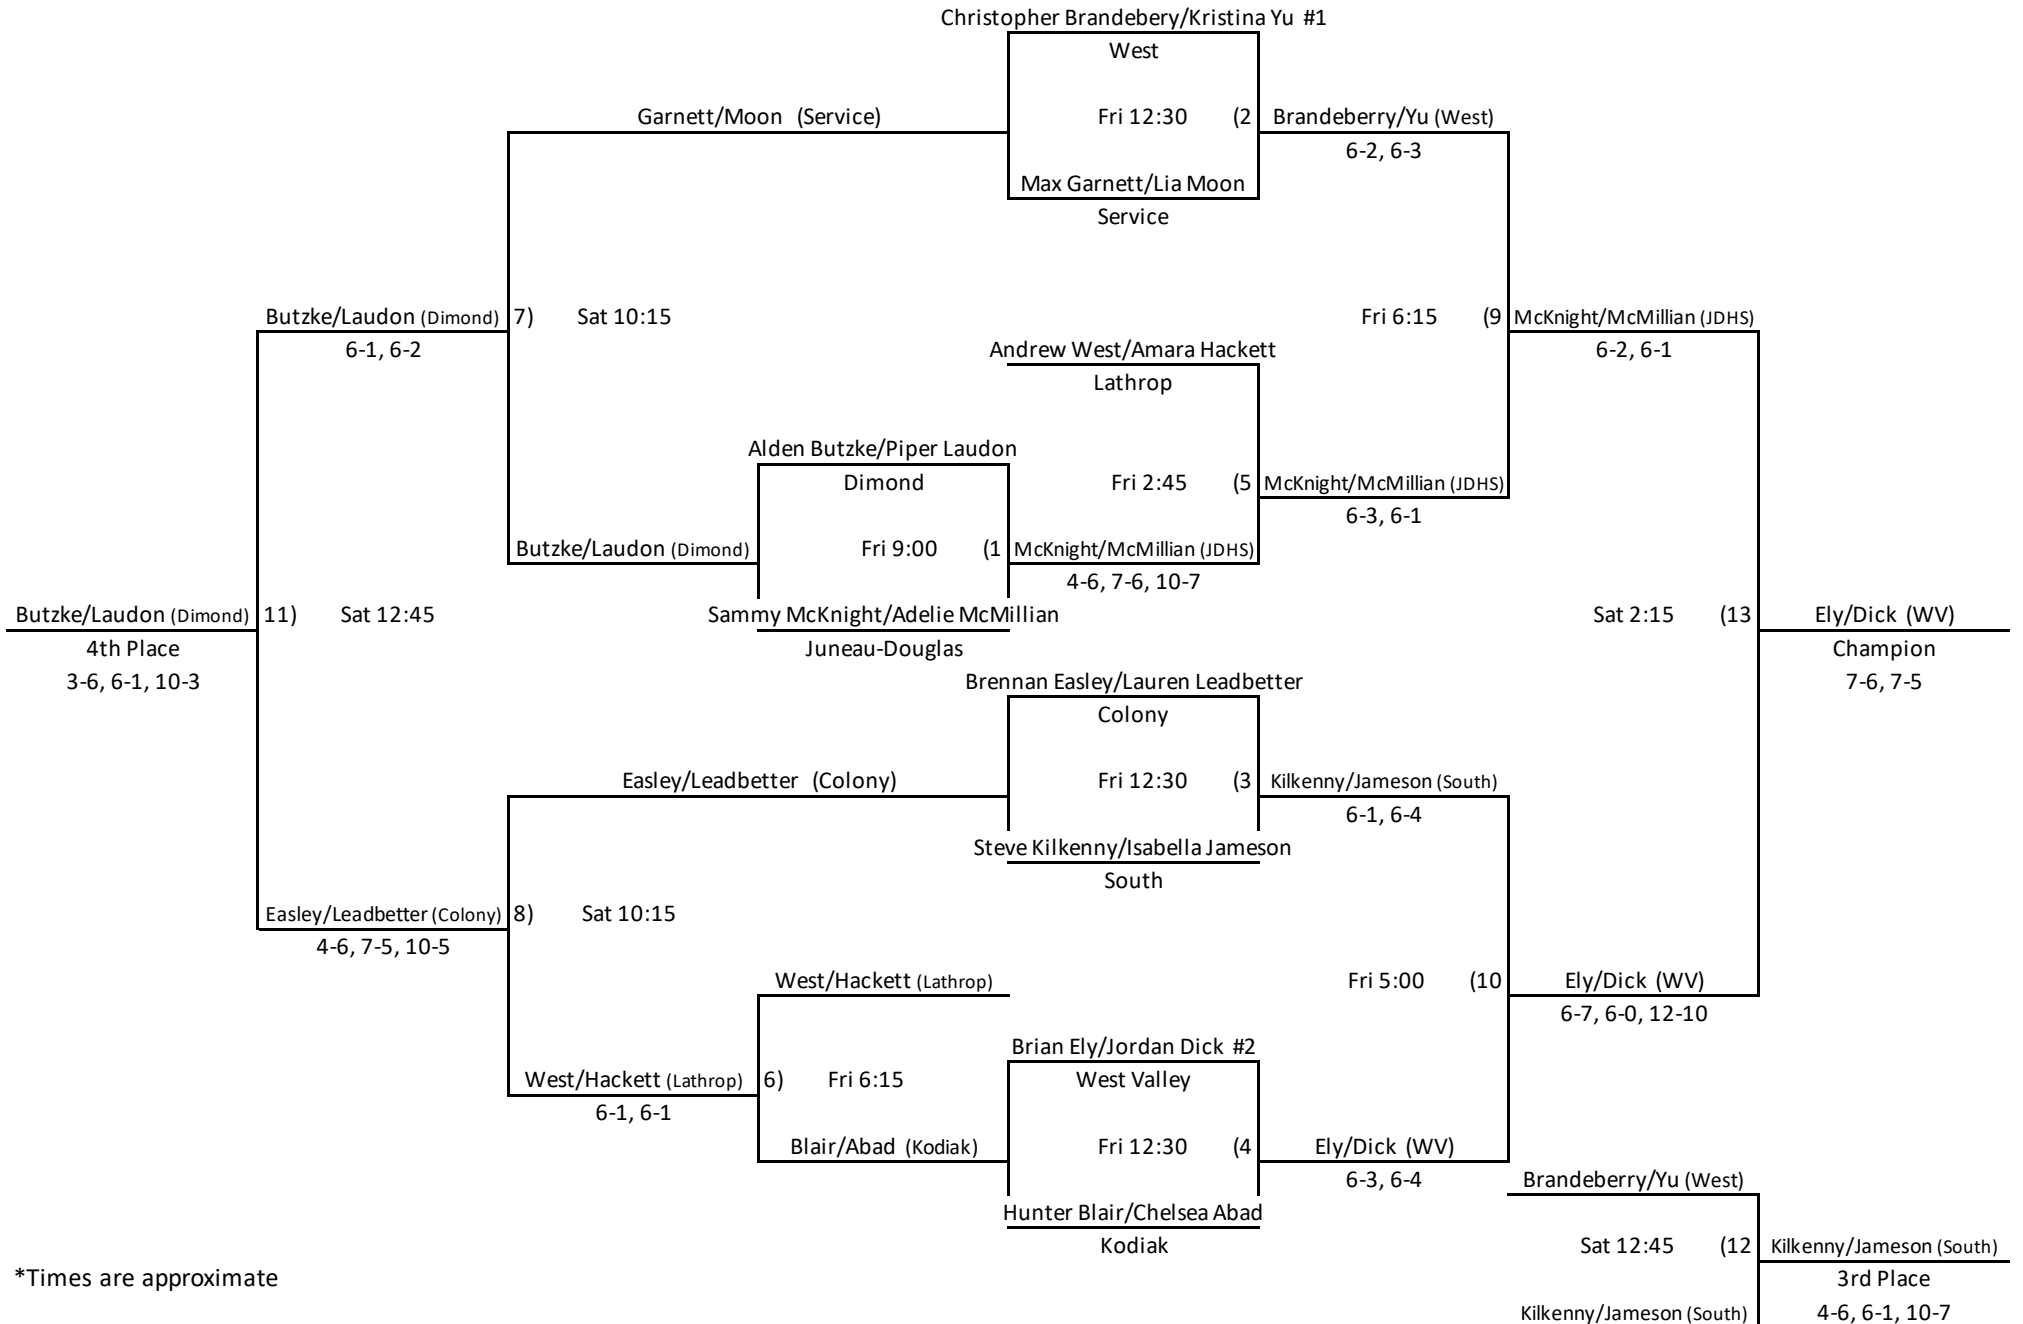 Christopher Brandebery/Kristina Yu #1
West
Garnett/Moon (Service)
Fri 12:30 (2
Brandeberry/Yu (West)
6-2, 6-3
Max Garnett/Lia Moon
Service
Butzke/Laudon (Dimond)
7) Sat 10:15
6-1, 6-2
Fri 6:15 (9
McKnight/McMillian (JDHS)
6-2, 6-1
Andrew West/Amara Hackett
Lathrop
Alden Butzke/Piper Laudon
Dimond
Fri 2:45 (5
McKnight/McMillian (JDHS)
6-3, 6-1
Butzke/Laudon (Dimond)
Fri 9:00 (1
McKnight/McMillian (JDHS)
4-6, 7-6, 10-7
Butzke/Laudon (Dimond)
11) Sat 12:45
4th Place
3-6, 6-1, 10-3
Sammy McKnight/Adelie McMillian
Juneau-Douglas
Sat 2:15 (13
Ely/Dick (WV)
Champion
7-6, 7-5
Brennan Easley/Lauren Leadbetter
Colony
Easley/Leadbetter (Colony)
Fri 12:30 (3
Kilkenny/Jameson (South)
6-1, 6-4
Steve Kilkenny/Isabella Jameson
South
Easley/Leadbetter (Colony)
8) Sat 10:15
4-6, 7-5, 10-5
West/Hackett (Lathrop)
Fri 5:00 (10
Ely/Dick (WV)
6-7, 6-0, 12-10
Brian Ely/Jordan Dick #2
West Valley
West/Hackett (Lathrop)
6) Fri 6:15
6-1, 6-1
Blair/Abad (Kodiak)
Fri 12:30 (4
Ely/Dick (WV)
6-3, 6-4
Brandeberry/Yu (West)
Hunter Blair/Chelsea Abad
Kodiak
Sat 12:45 (12
Kilkenny/Jameson (South)
3rd Place
4-6, 6-1, 10-7
*Times are approximate
Kilkenny/Jameson (South)